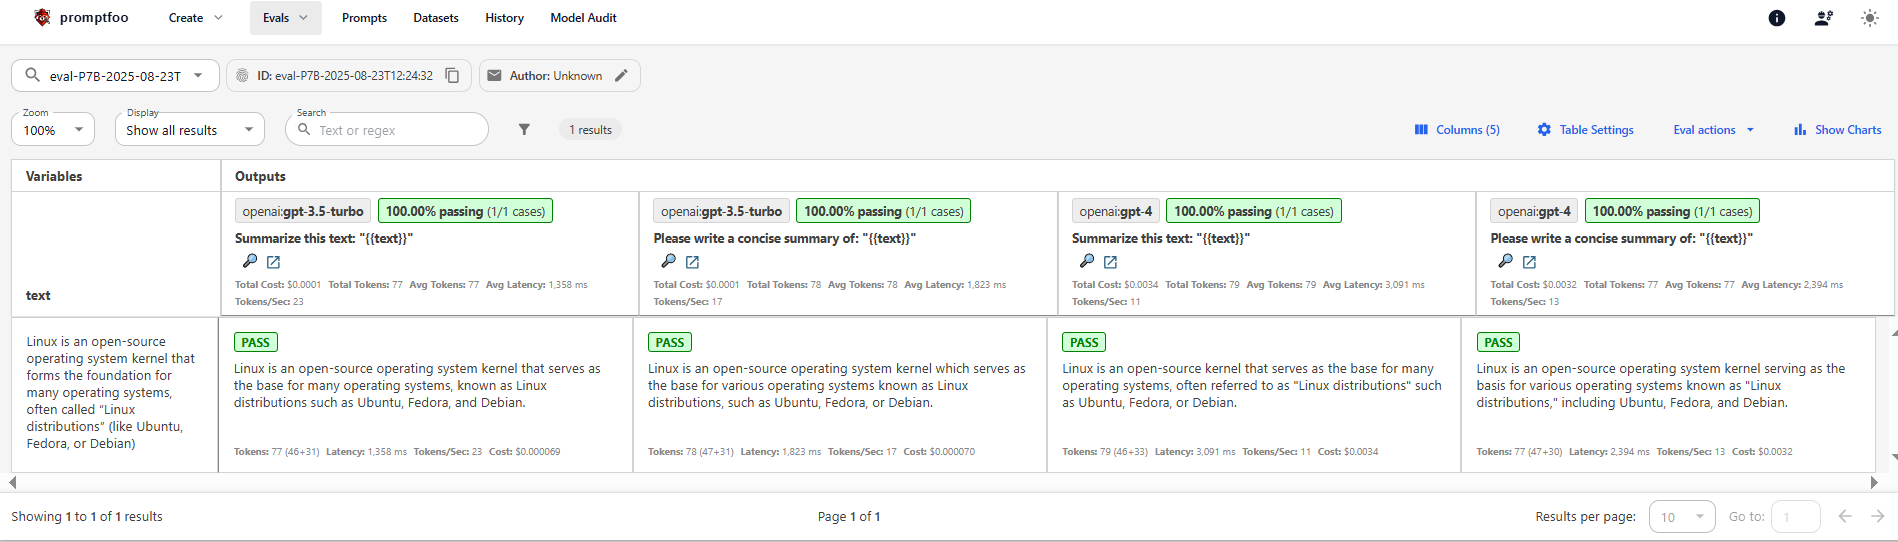 promptfoo Create Evals Prompts Datasets History Model Audit
eval-P7B-2025-08-23T ID: eval-P7B-2025-08-23T12:24:32 Author: Unknown
Zoom Display Search
100% Show all results Text or regex 1 results Columns (5) Table Settings Eval actions Show Charts
Variables Outputs
text
openai:gpt-3.5-turbo 100.00% passing (1/1 cases)
Summarize this text: "{{text}}"
Total Cost: $0.0001 Total Tokens: 77 Avg Tokens: 77 Avg Latency: 1,358 ms
Tokens/Sec: 23
openai:gpt-3.5-turbo 100.00% passing (1/1 cases)
Please write a concise summary of: "{{text}}"
Total Cost: $0.0001 Total Tokens: 78 Avg Tokens: 78 Avg Latency: 1,823 ms
Tokens/Sec: 17
openai:gpt-4 100.00% passing (1/1 cases)
Summarize this text: "{{text}}"
Total Cost: $0.0034 Total Tokens: 79 Avg Tokens: 79 Avg Latency: 3,091 ms
Tokens/Sec: 11
openai:gpt-4 100.00% passing (1/1 cases)
Please write a concise summary of: "{{text}}"
Total Cost: $0.0032 Total Tokens: 77 Avg Tokens: 77 Avg Latency: 2,394 ms
Tokens/Sec: 13
Linux is an open-source
operating system kernel that
forms the foundation for
many operating systems,
often called “Linux
distributions” (like Ubuntu,
Fedora, or Debian)
PASS
Linux is an open-source operating system kernel that serves as
the base for many operating systems, known as Linux
distributions such as Ubuntu, Fedora, and Debian.
Tokens: 77 (46+31) Latency: 1,358 ms Tokens/Sec: 23 Cost: $0.000069
PASS
Linux is an open-source operating system kernel which serves as
the base for various operating systems known as Linux
distributions, such as Ubuntu, Fedora, or Debian.
Tokens: 78 (47+31) Latency: 1,823 ms Tokens/Sec: 17 Cost: $0.000070
PASS
Linux is an open-source operating system kernel that serves as the base for many
operating systems, often referred to as "Linux distributions" such
as Ubuntu, Fedora, or Debian.
Tokens: 79 (46+33) Latency: 3,091 ms Tokens/Sec: 11 Cost: $0.0034
PASS
Linux is an open-source operating system kernel serving as the
basis for various operating systems known as "Linux
distributions," including Ubuntu, Fedora, and Debian.
Tokens: 77 (47+30) Latency: 2,394 ms Tokens/Sec: 13 Cost: $0.0032
Showing 1 to 1 of 1 results Page 1 of 1 Results per page: 10 Go to: 1